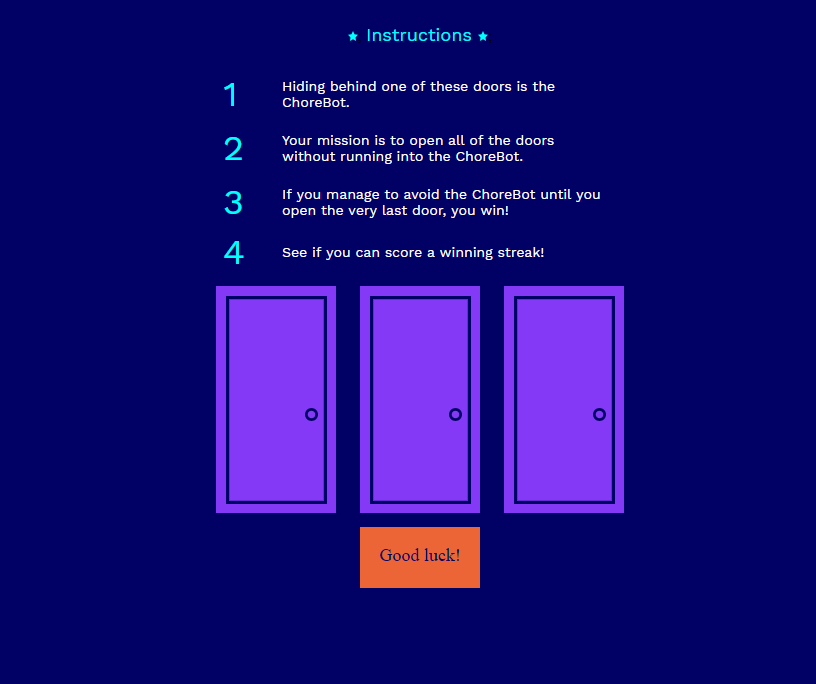 Instructions
1 Hiding behind one of these doors is the
ChoreBot.
2 Your mission is to open all of the doors
without running into the ChoreBot.
3 If you manage to avoid the ChoreBot until you
open the very last door, you win!
4 See if you can score a winning streak!
Good luck!